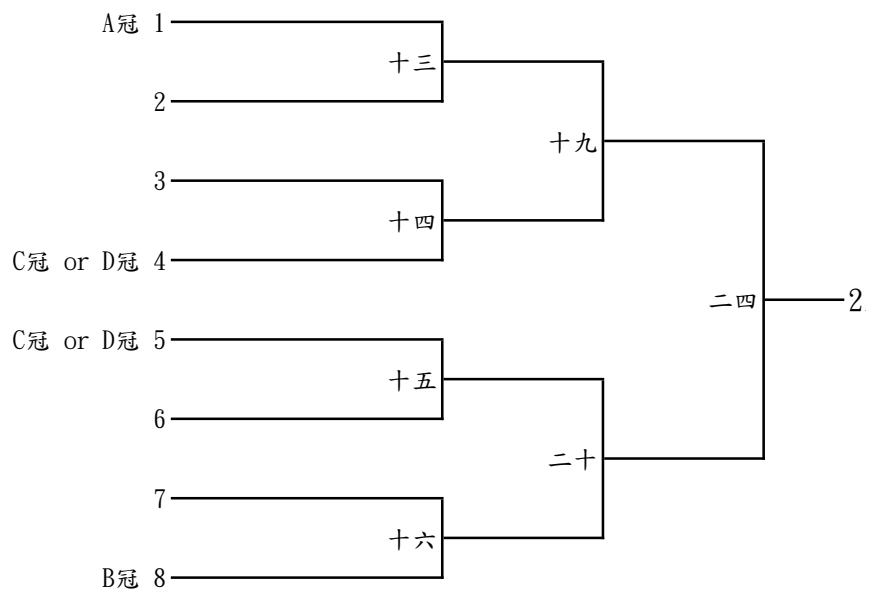 A冠 1
十三
2
十九
3
十四
C冠 or D冠 4
二四
2
C冠 or D冠 5
十五
6
二十
7
十六
B冠 8